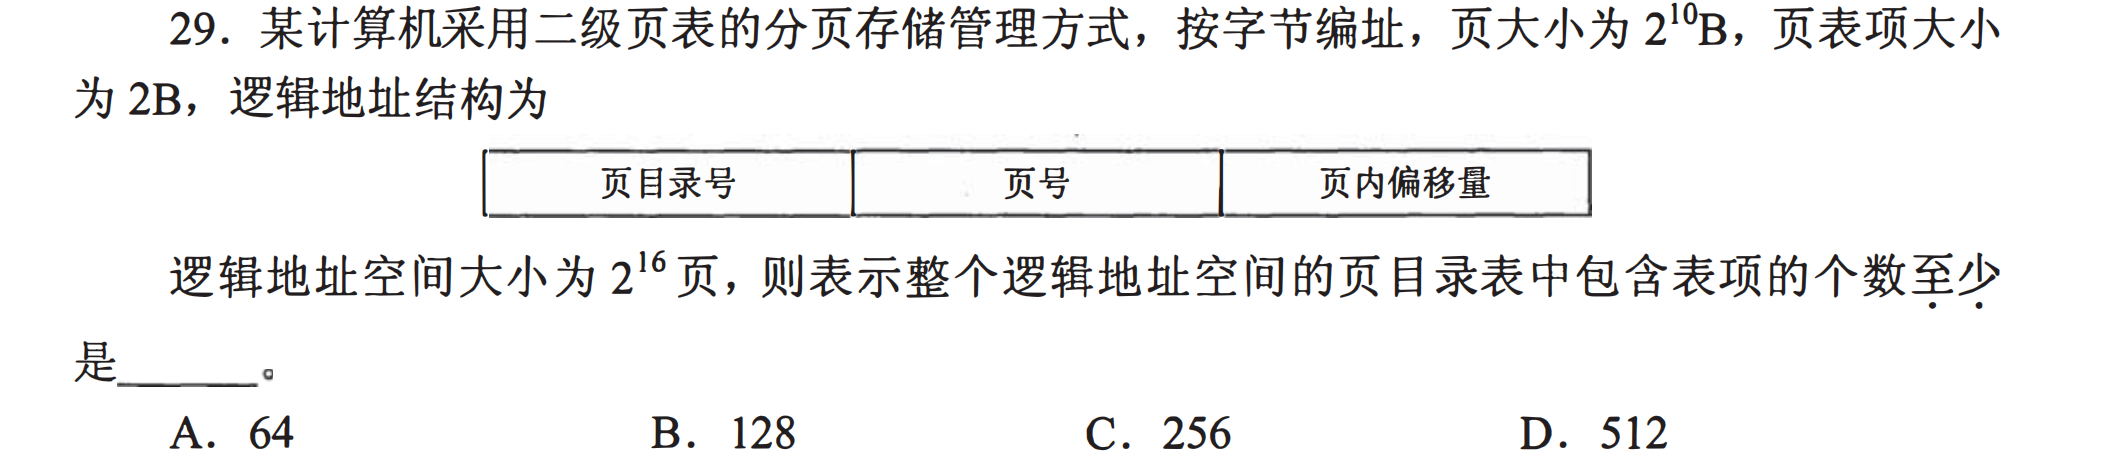 29．某计算机采用二级页表的分页存储管理方式，按字节编址，页大小为 2¹⁰B，页表项大小
为 2B，逻辑地址结构为
页目录号 页号 页内偏移量
逻辑地址空间大小为 2¹⁶ 页，则表示整个逻辑地址空间的页目录表中包含表项的个数至少
是______。
A．64 B．128 C．256 D．512